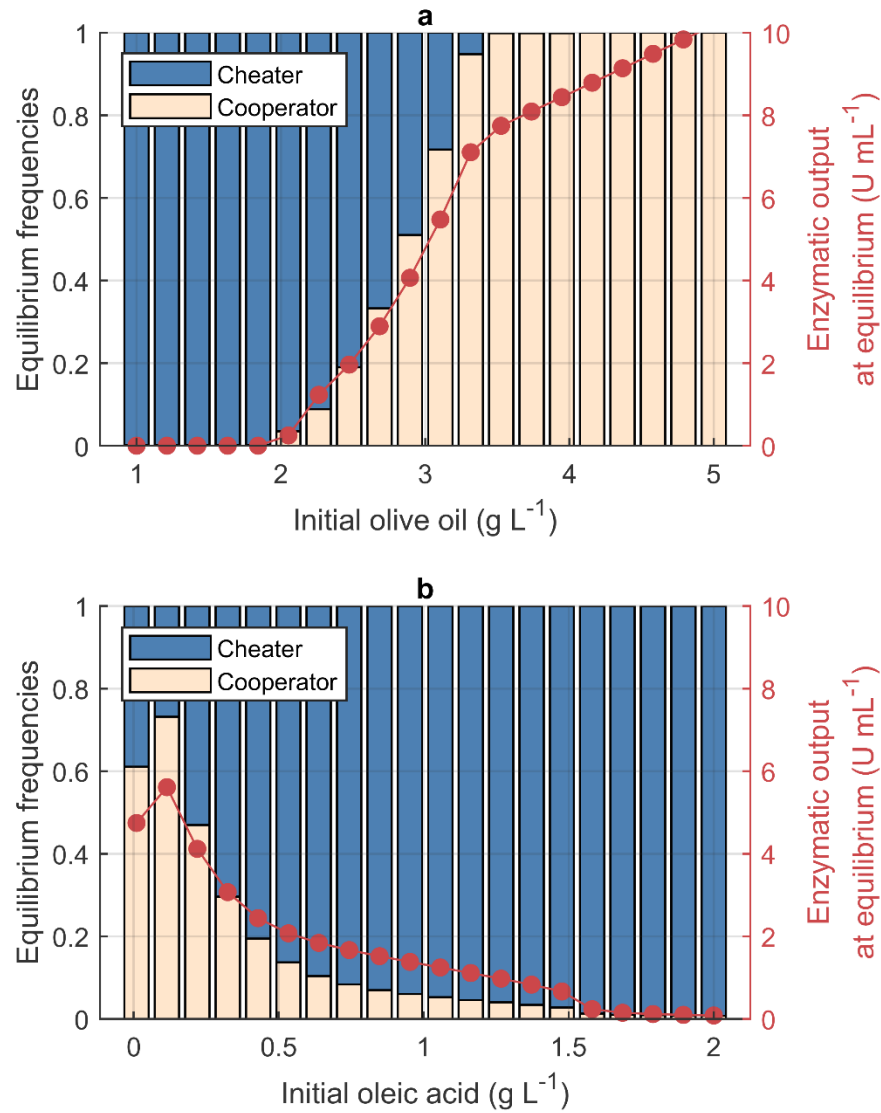 a
1
0.8
0.6
0.4
0.2
0
Equilibrium frequencies
Cheater
Cooperator
10
8
6
4
2
0
Enzymatic output
at equilibrium (U mL⁻¹)
1
2
3
4
5
Initial olive oil (g L⁻¹)
b
1
0.8
0.6
0.4
0.2
0
Equilibrium frequencies
Cheater
Cooperator
10
8
6
4
2
0
Enzymatic output
at equilibrium (U mL⁻¹)
0
0.5
1
1.5
2
Initial oleic acid (g L⁻¹)